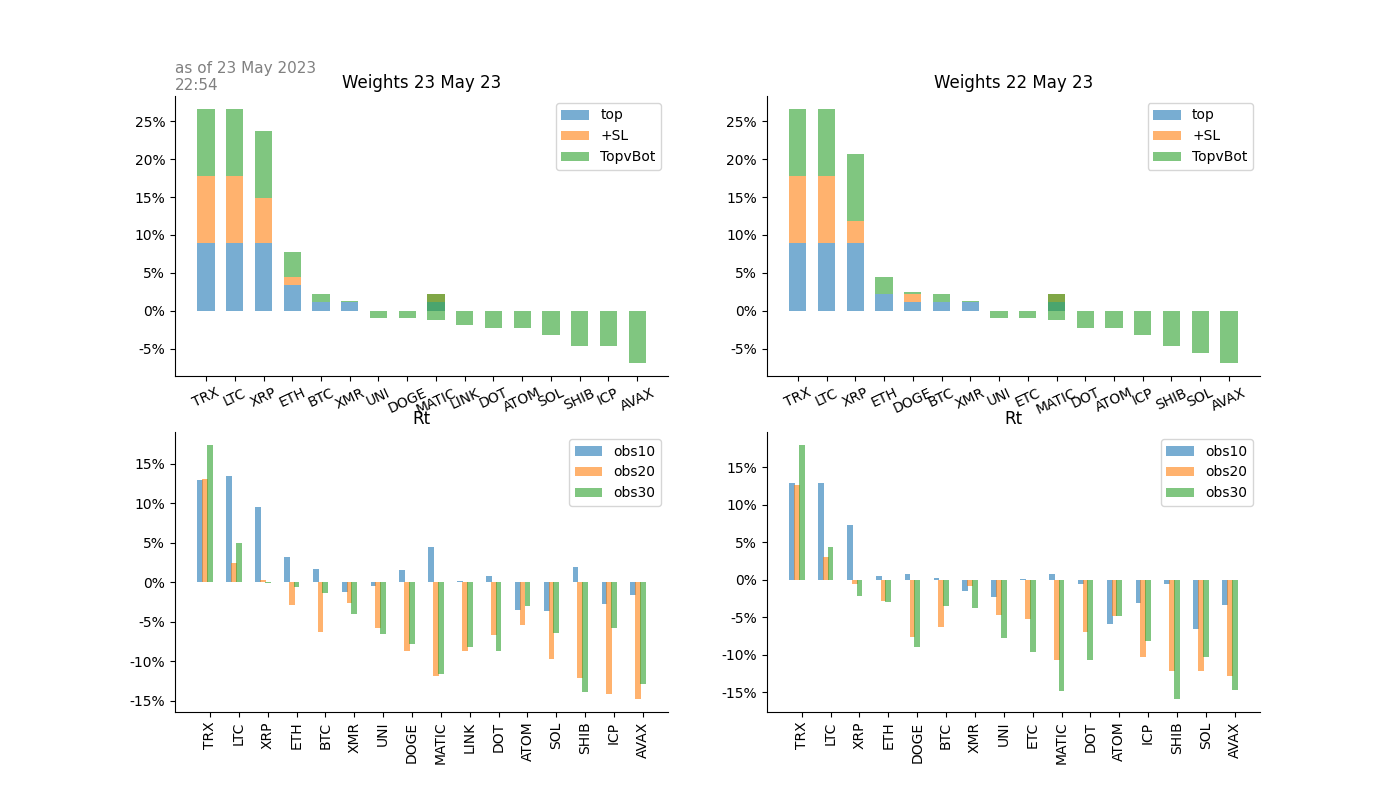 as of 23 May 2023
22:54
Weights 23 May 23
25%
20%
15%
10%
5%
0%
-5%
top
+SL
TopvBot
TRX LTC XRP ETH BTC XMR UNI DOGE MATIC LINK DOT ATOM SOL SHIB ICP AVAX
Weights 22 May 23
25%
20%
15%
10%
5%
0%
-5%
top
+SL
TopvBot
TRX LTC XRP ETH DOGE BTC XMR UNI ETC MATIC DOT ATOM ICP SHIB SOL AVAX
Rt
15%
10%
5%
0%
-5%
-10%
-15%
obs10
obs20
obs30
TRX LTC XRP ETH BTC XMR UNI DOGE MATIC LINK DOT ATOM SOL SHIB ICP AVAX
Rt
15%
10%
5%
0%
-5%
-10%
-15%
obs10
obs20
obs30
TRX LTC XRP ETH DOGE BTC XMR UNI ETC MATIC DOT ATOM ICP SHIB SOL AVAX